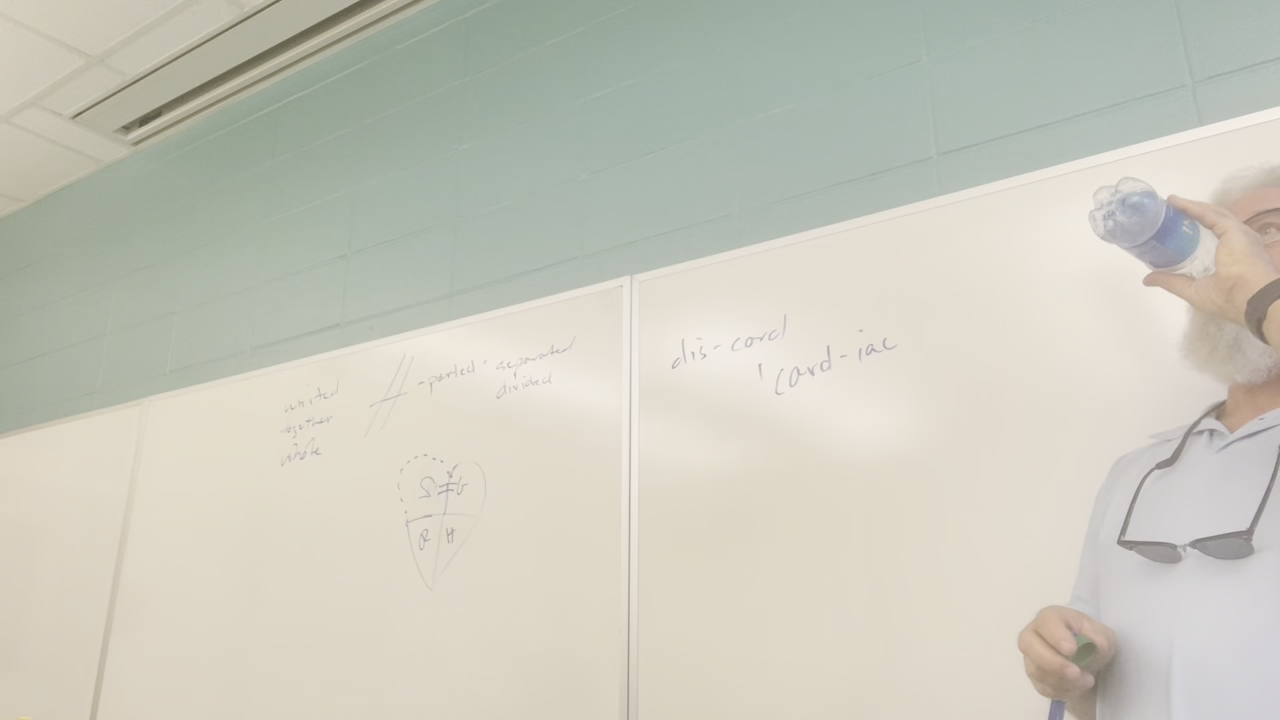 united
together
whole
- parted - separated
divided
S G
R H
dis-cord
'card-iac